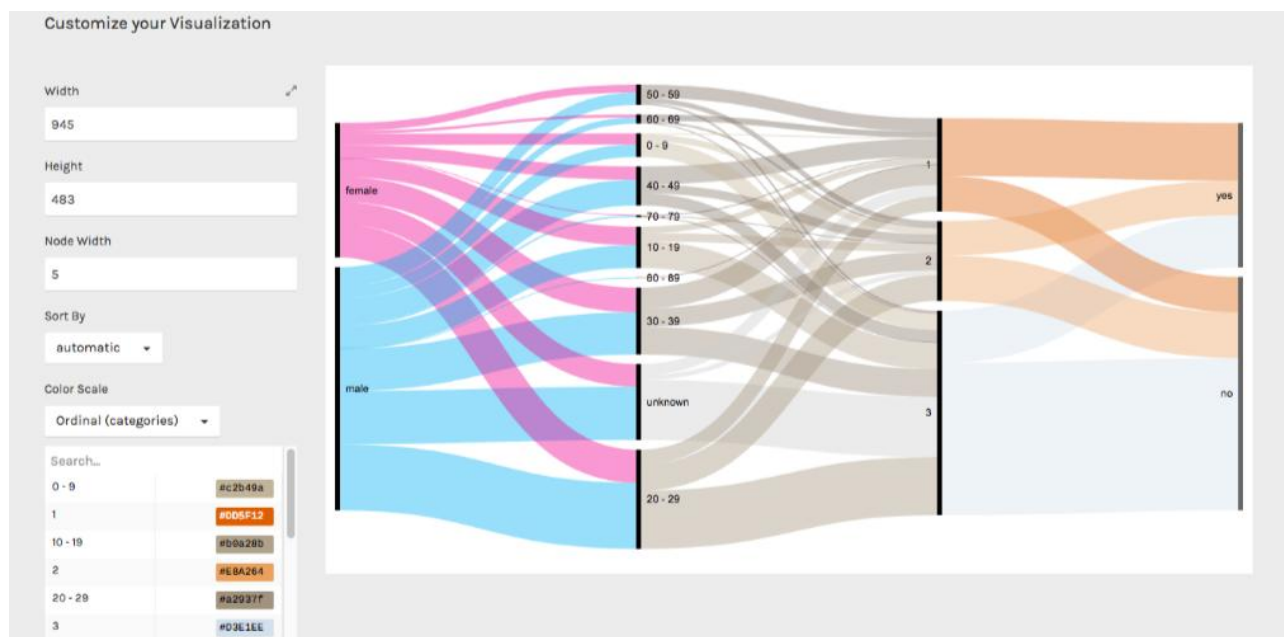 Customize your Visualization
Width
945
Height
483
Node Width
5
Sort By
automatic
Color Scale
Ordinal (categories)
Search...
0 - 9 #c2b49a
1 #DD5F12
10 - 19 #b0a28b
2 #E8A264
20 - 29 #a2937f
3 #D3E1EE
female
male
50 - 59
60 - 69
0 - 9
40 - 49
70 - 79
10 - 19
80 - 89
30 - 39
unknown
20 - 29
1
2
3
yes
no